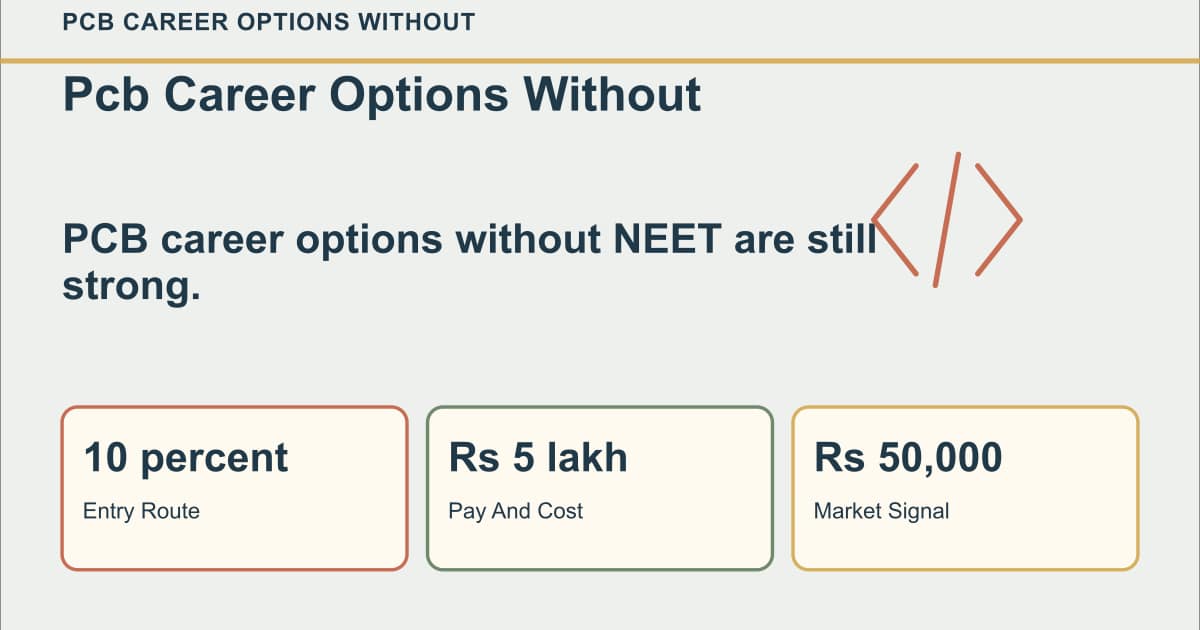 PCB CAREER OPTIONS WITHOUT
Pcb Career Options Without
PCB career options without NEET are still
strong.
10 percent
Entry Route
Rs 5 lakh
Pay And Cost
Rs 50,000
Market Signal